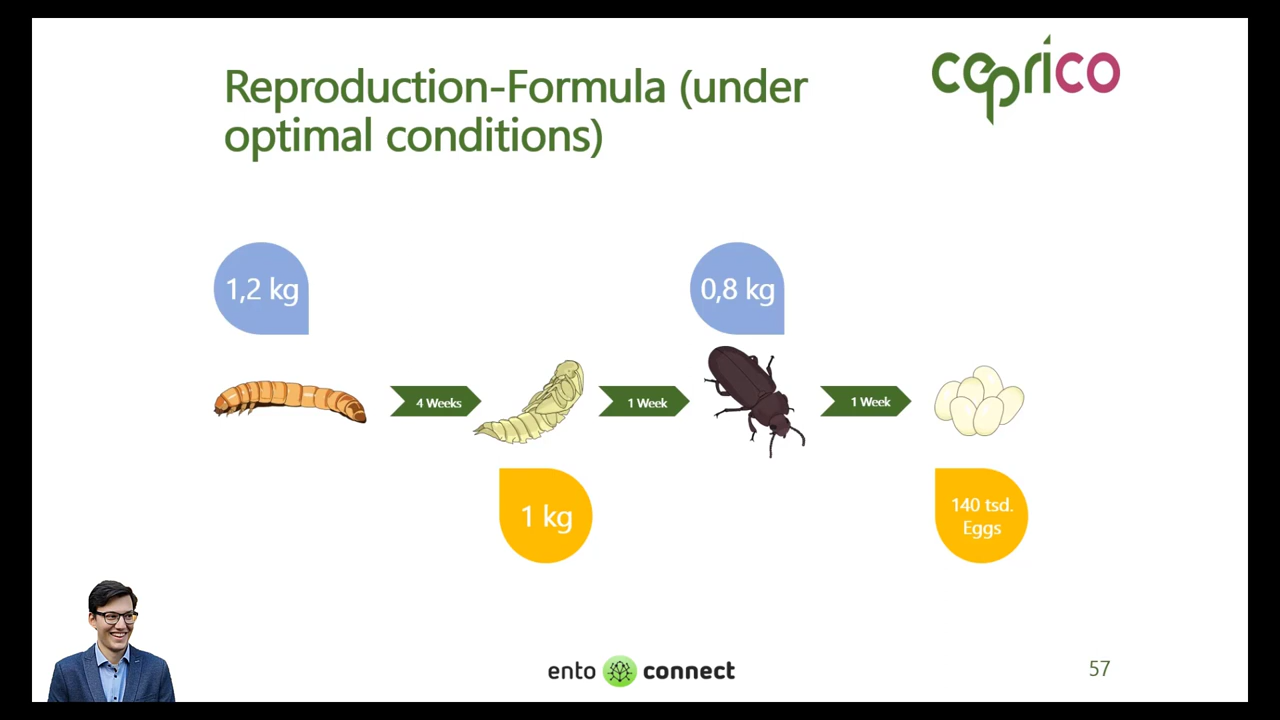 Reproduction-Formula (under
optimal conditions)
ceprico
1,2 kg
0,8 kg
4 Weeks
1 Week
1 Week
1 kg
140 tsd.
Eggs
ento connect
57